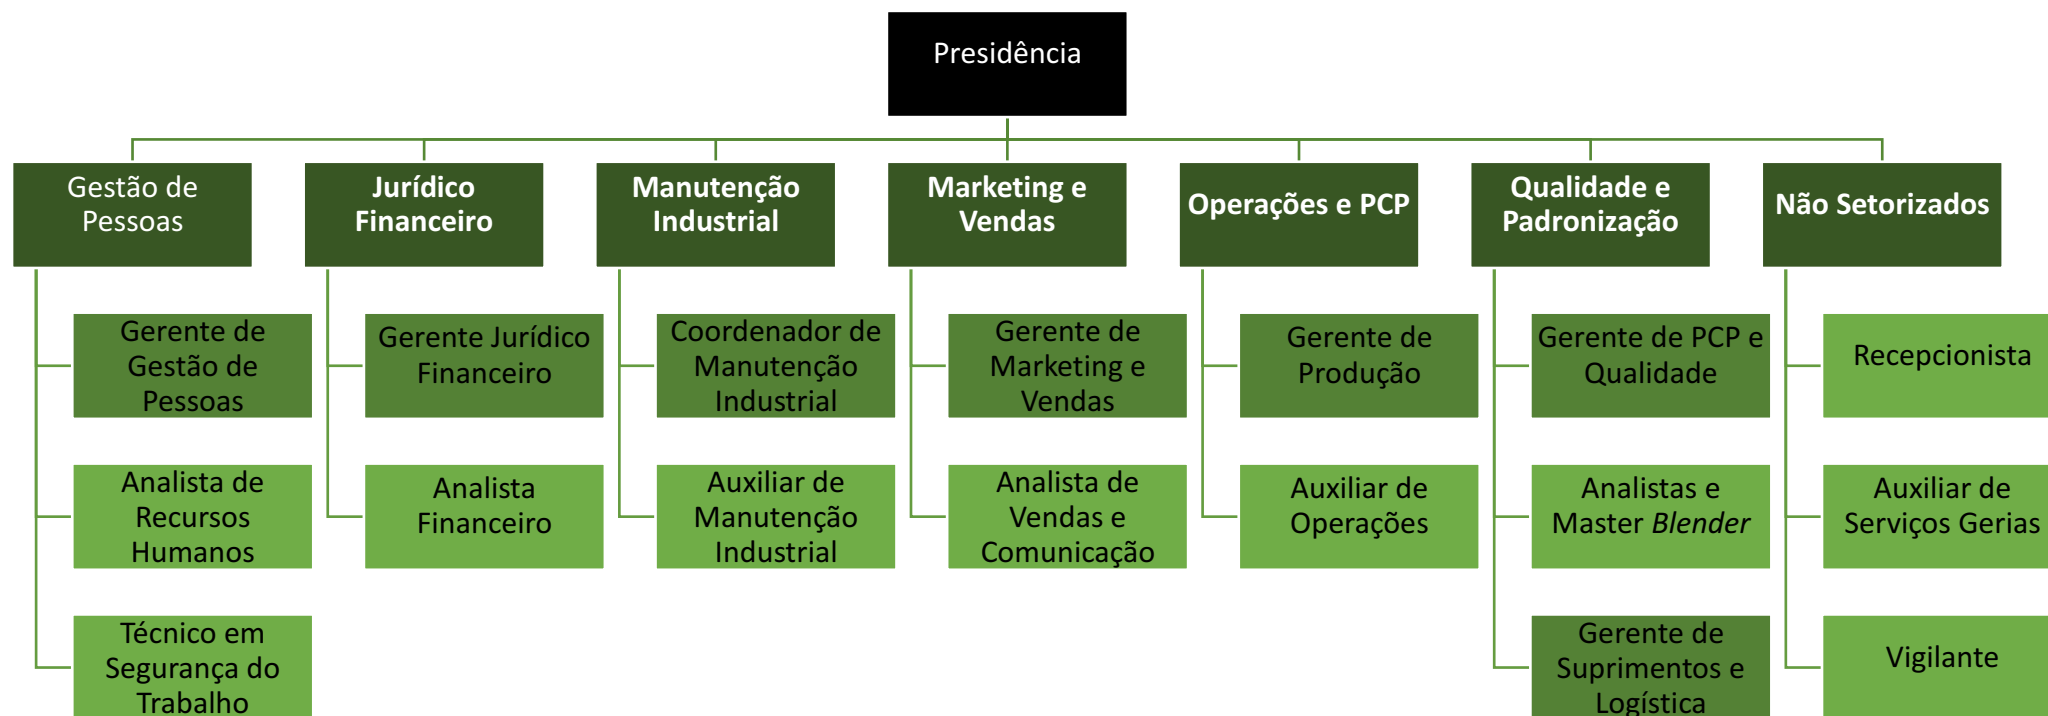 Presidência
Gestão de
Pessoas
Jurídico
Financeiro
Manutenção
Industrial
Marketing e
Vendas
Operações e PCP
Qualidade e
Padronização
Não Setorizados
Gerente de
Gestão de
Pessoas
Gerente Jurídico
Financeiro
Coordenador de
Manutenção
Industrial
Gerente de
Marketing e
Vendas
Gerente de
Produção
Gerente de PCP e
Qualidade
Recepcionista
Analista de
Recursos
Humanos
Analista
Financeiro
Auxiliar de
Manutenção
Industrial
Analista de
Vendas e
Comunicação
Auxiliar de
Operações
Analistas e
Master Blender
Auxiliar de
Serviços Gerias
Técnico em
Segurança do
Trabalho
Gerente de
Suprimentos e
Logística
Vigilante